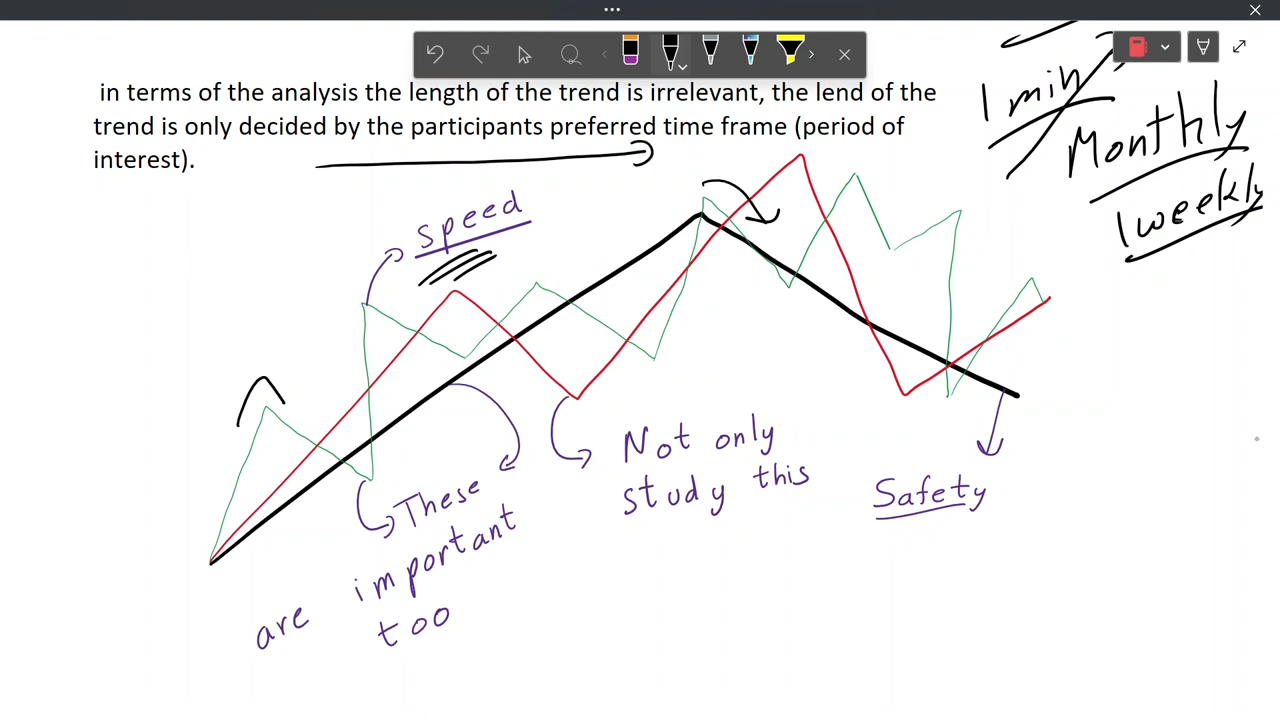 in terms of the analysis the length of the trend is irrelevant, the lend of the
trend is only decided by the participants preferred time frame (period of
interest).
1 min
Monthly
1 weekly
speed
Not only
study this
Safety
These
are important
too